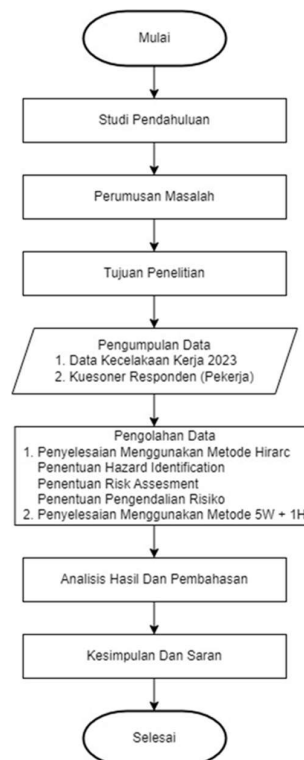 Mulai
Studi Pendahuluan
Perumusan Masalah
Tujuan Penelitian
Pengumpulan Data
1. Data Kecelakaan Kerja 2023
2. Kuesoner Responden (Pekerja)
Pengolahan Data
1. Penyelesaian Menggunakan Metode Hirarc
Penentuan Hazard Identification
Penentuan Risk Assesment
Penentuan Pengendalian Risiko
2. Penyelesaian Menggunakan Metode 5W + 1H
Analisis Hasil Dan Pembahasan
Kesimpulan Dan Saran
Selesai